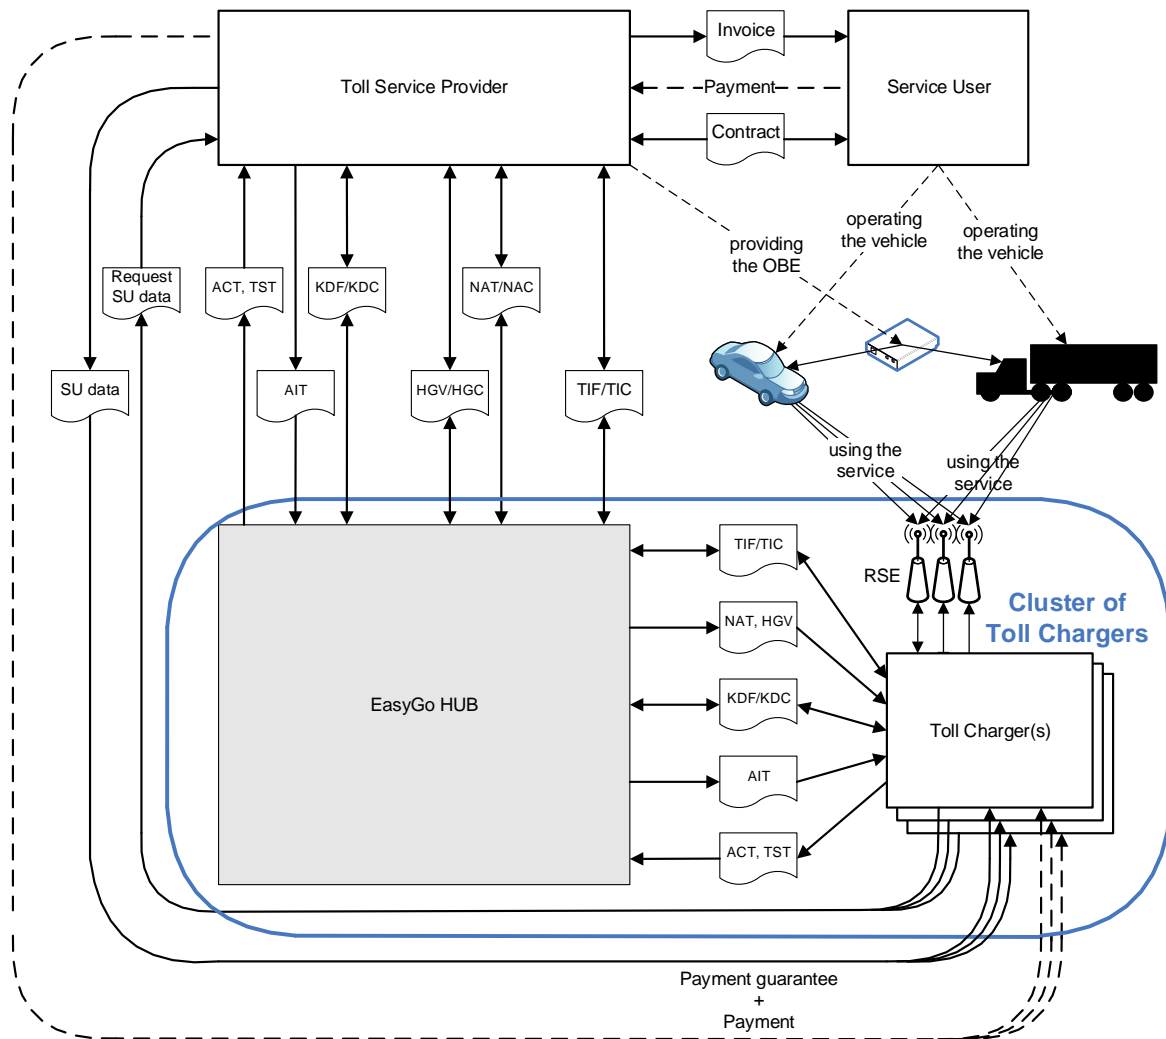 Invoice
Toll Service Provider
Payment
Service User
Contract
operating
the vehicle
operating
the vehicle
providing
the OBE
Request
SU data
ACT, TST
KDF/KDC
NAT/NAC
SU data
AIT
HGV/HGC
TIF/TIC
using the
service
using the
service
TIF/TIC
RSE
Cluster of
Toll Chargers
NAT, HGV
EasyGo HUB
KDF/KDC
Toll Charger(s)
AIT
ACT, TST
Payment guarantee
+
Payment